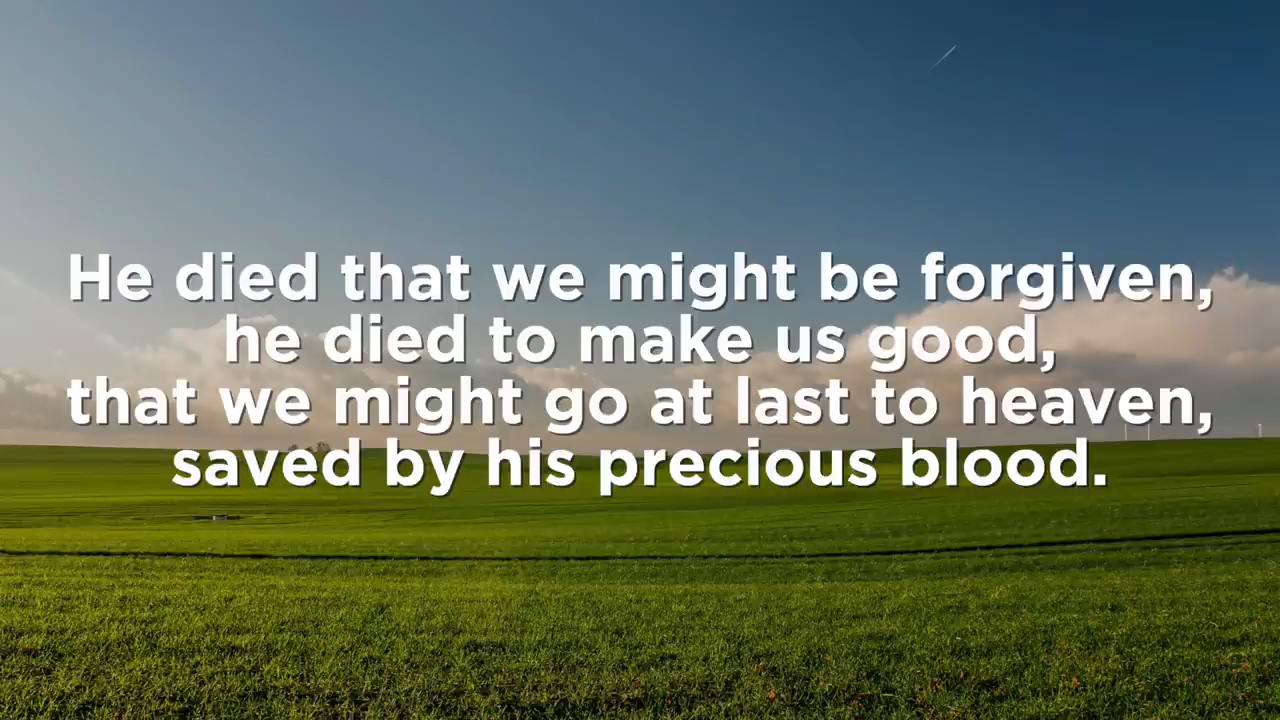 He died that we might be forgiven,
he died to make us good,
that we might go at last to heaven,
saved by his precious blood.